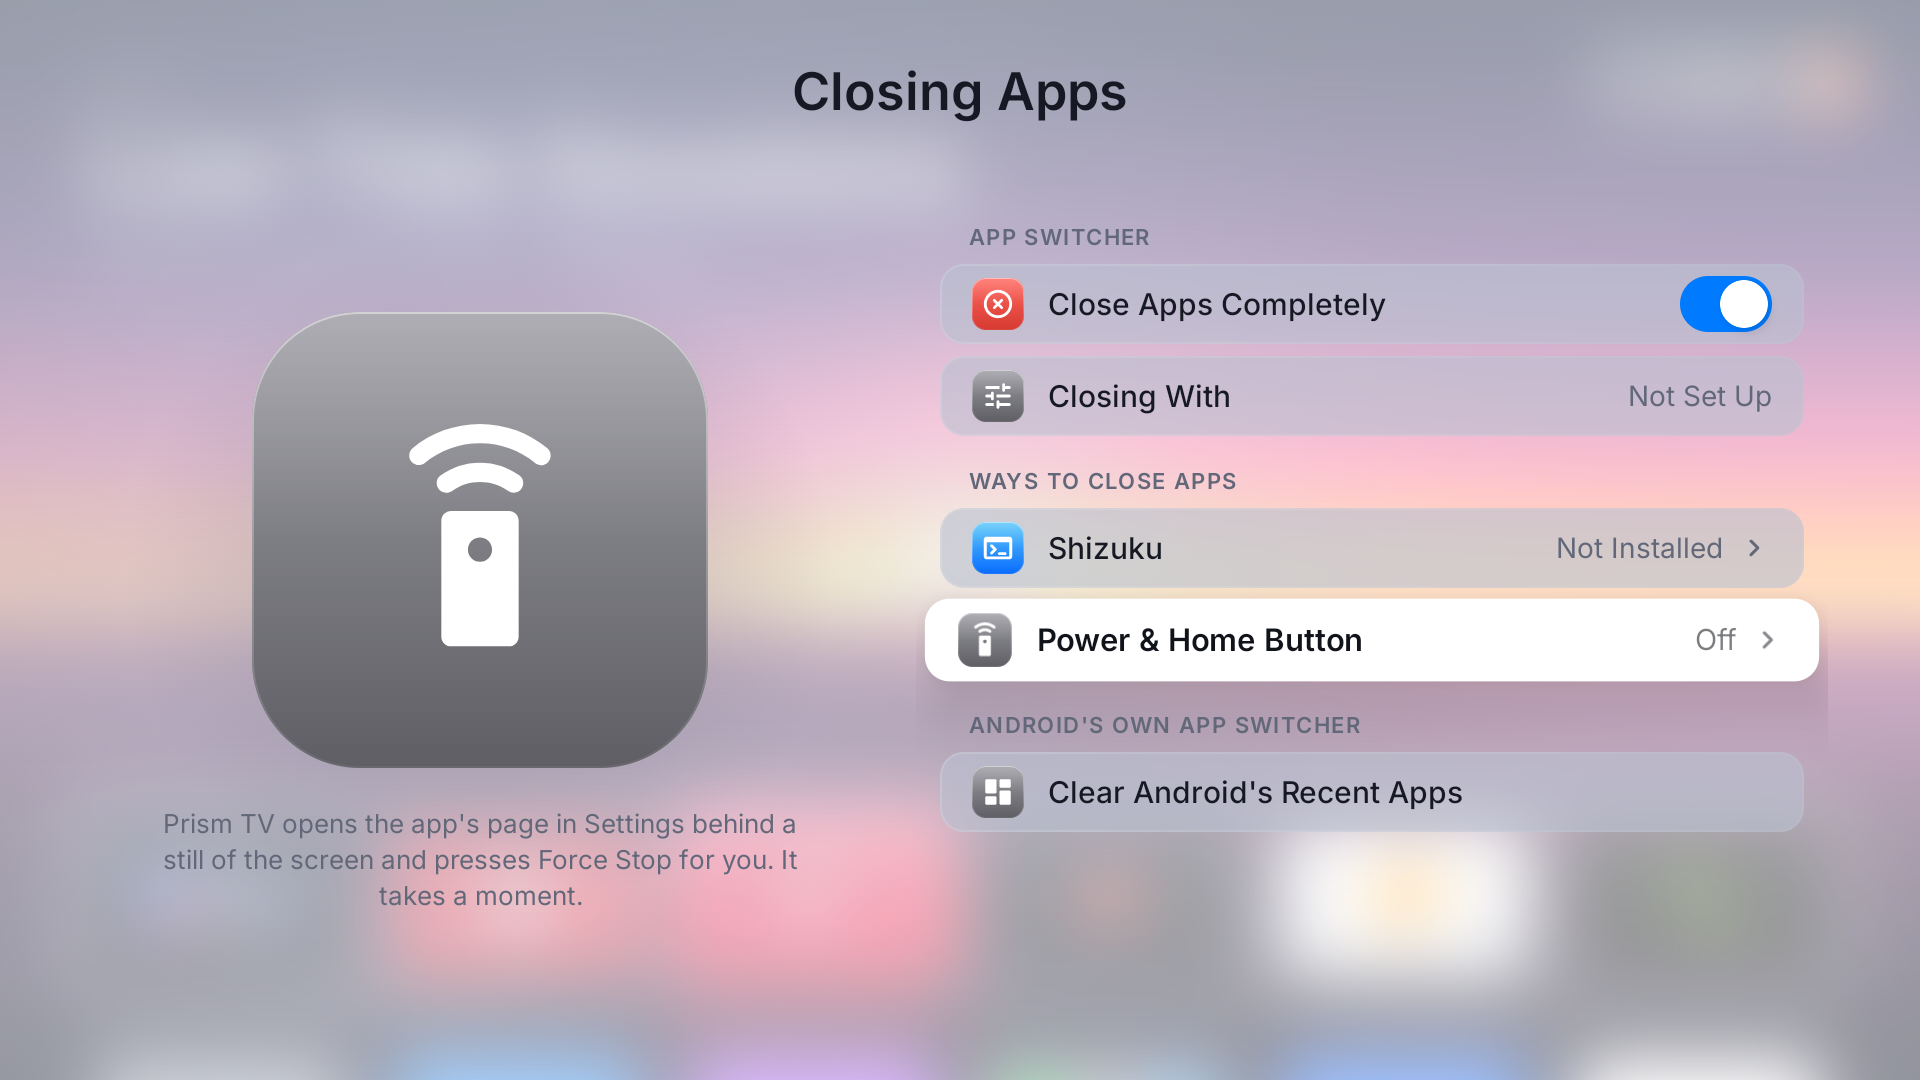 Closing Apps
APP SWITCHER
Close Apps Completely
Closing With
Not Set Up
WAYS TO CLOSE APPS
Shizuku
Not Installed
Power & Home Button
Off
ANDROID'S OWN APP SWITCHER
Clear Android's Recent Apps
Prism TV opens the app's page in Settings behind a
still of the screen and presses Force Stop for you. It
takes a moment.